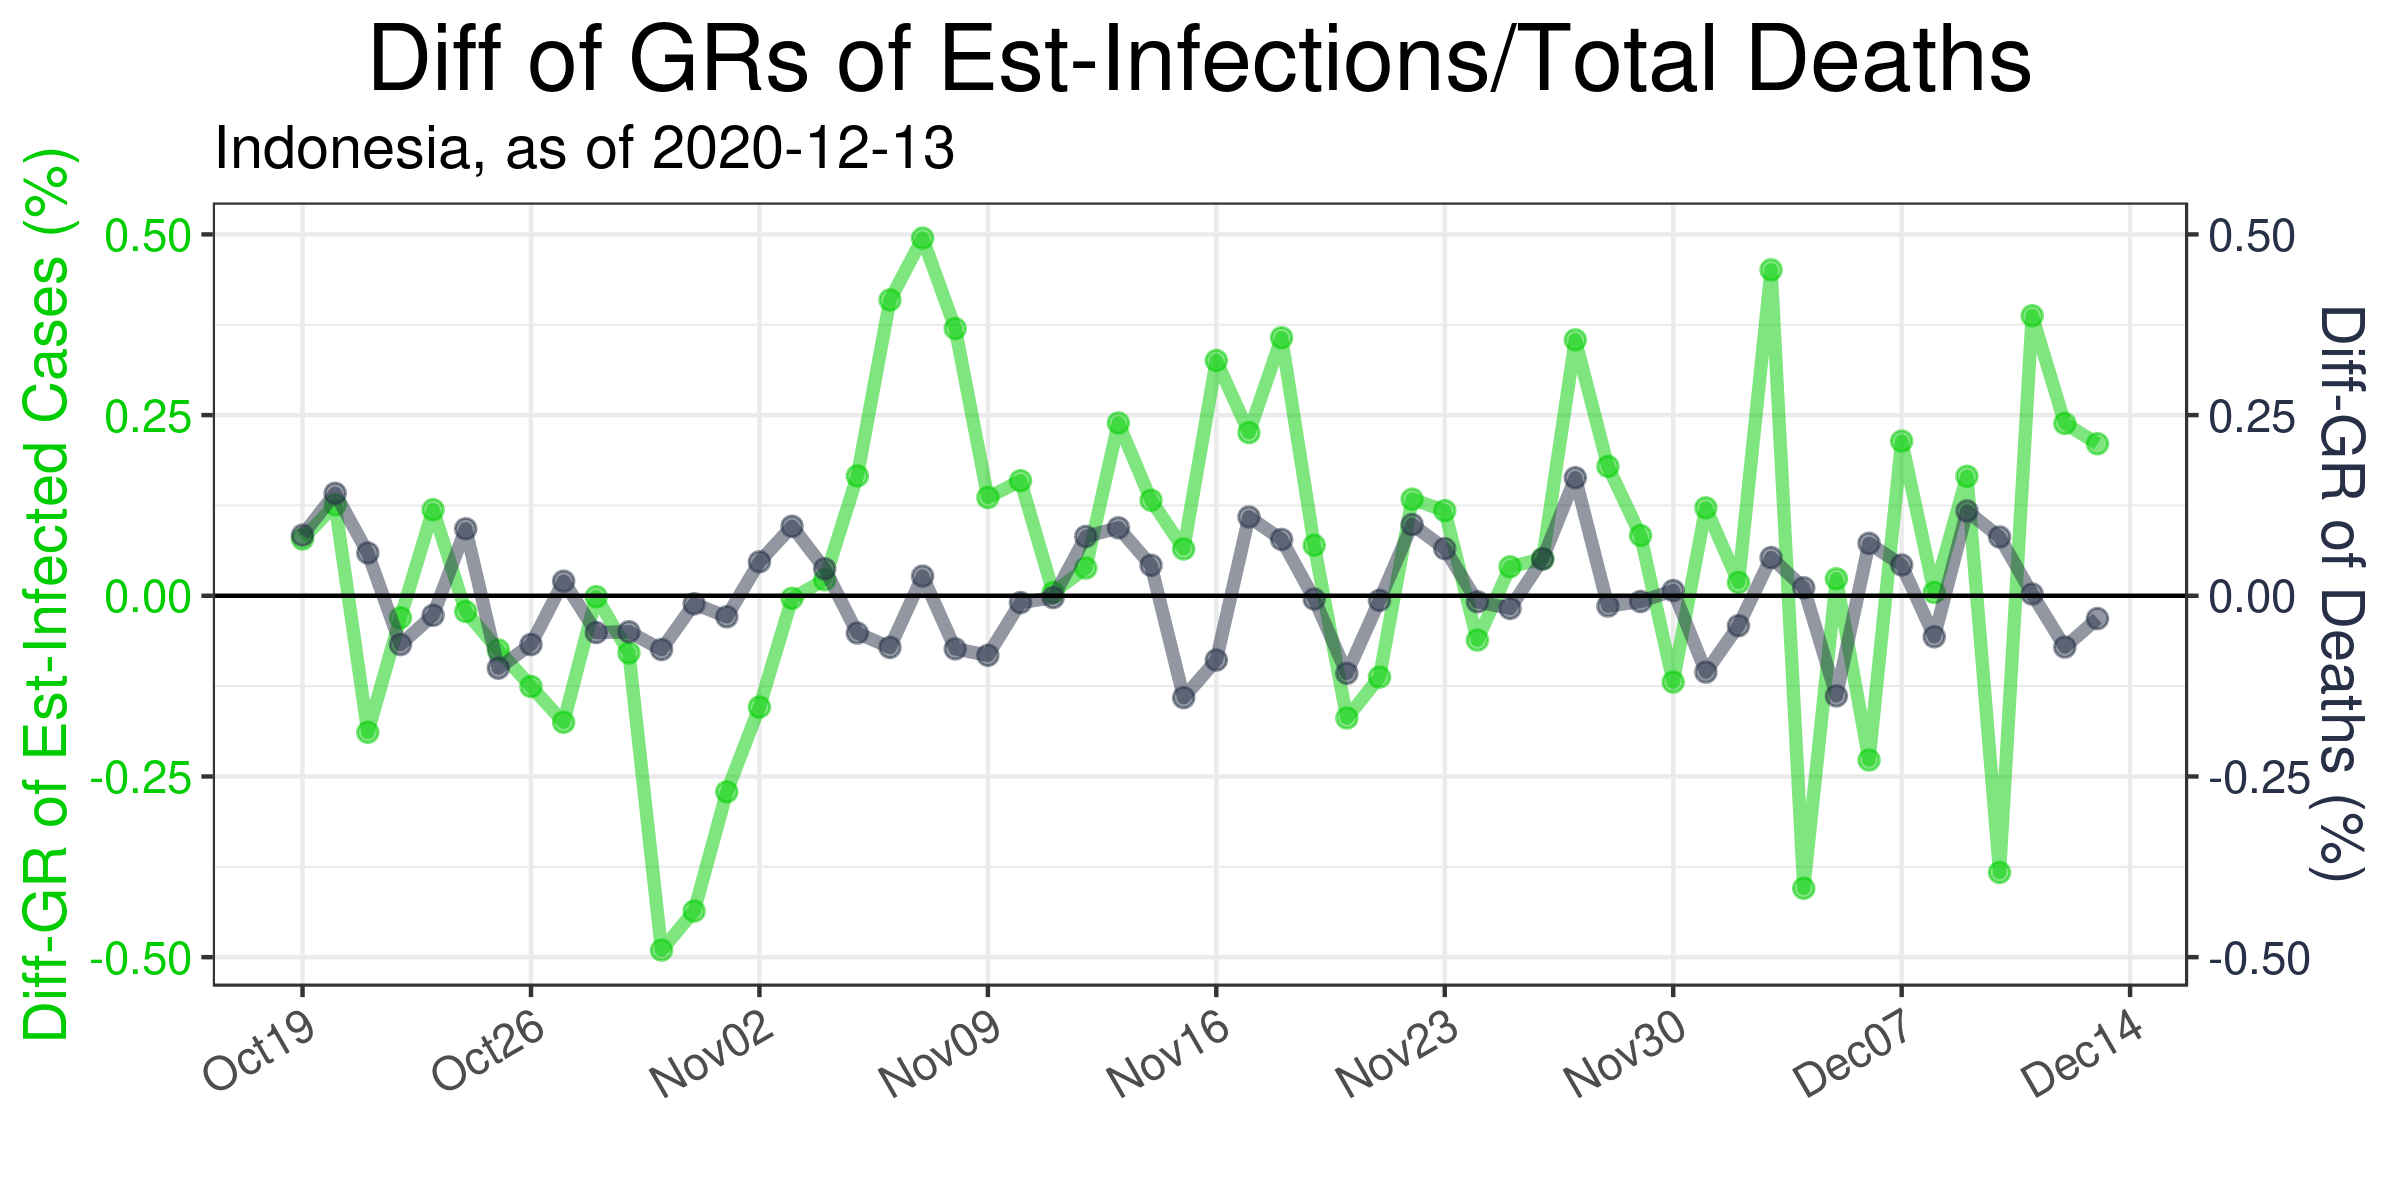 Diff of GRs of Est-Infections/Total Deaths
Indonesia, as of 2020-12-13
Diff-GR of Est-Infected Cases (%)
0.50
0.25
0.00
-0.25
-0.50
0.50
0.25
0.00
-0.25
-0.50
Diff-GR of Deaths (%)
Oct19
Oct26
Nov02
Nov09
Nov16
Nov23
Nov30
Dec07
Dec14